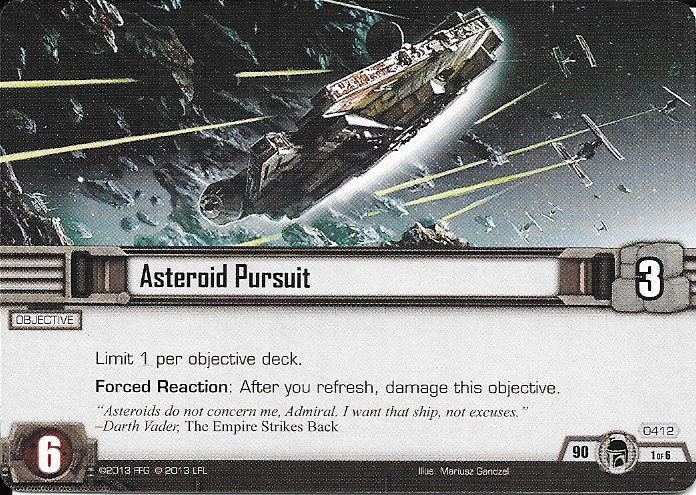 Asteroid Pursuit
3
OBJECTIVE
Limit 1 per objective deck.
Forced Reaction: After you refresh, damage this objective.
“Asteroids do not concern me, Admiral. I want that ship, not excuses.”
–Darth Vader, The Empire Strikes Back
6
©2013 FFG © 2013 LFL
Illus. Mariusz Gandzel
90
0412
1 OF 6